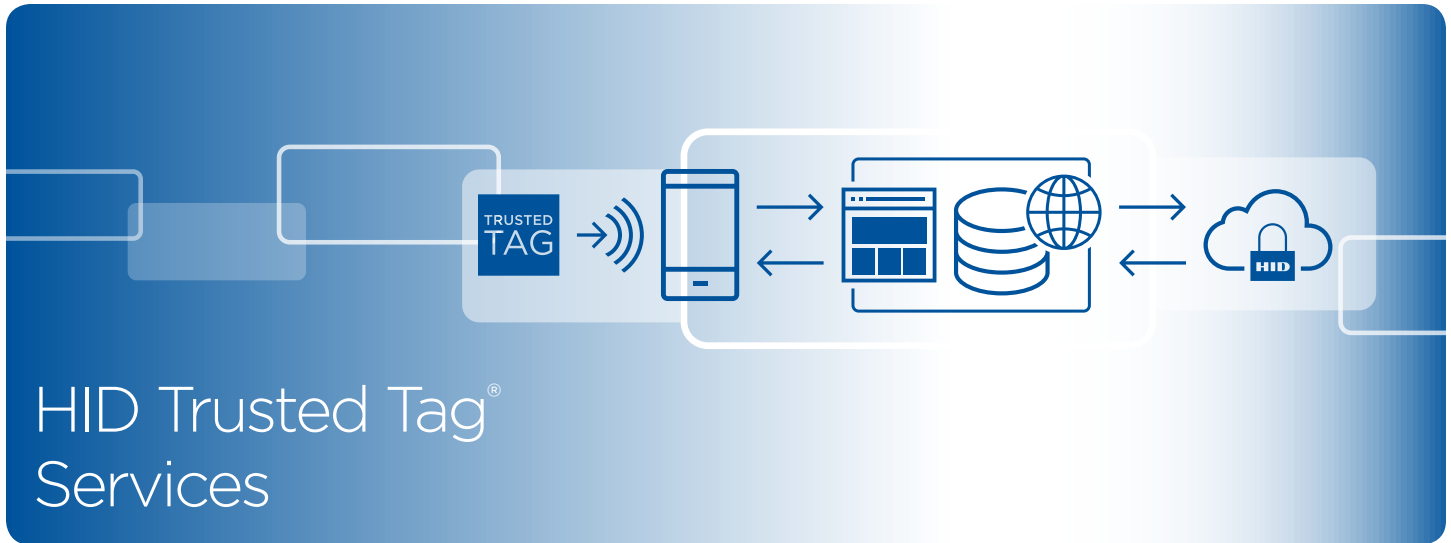 TRUSTED
TAG
HID
HID Trusted Tag®
Services